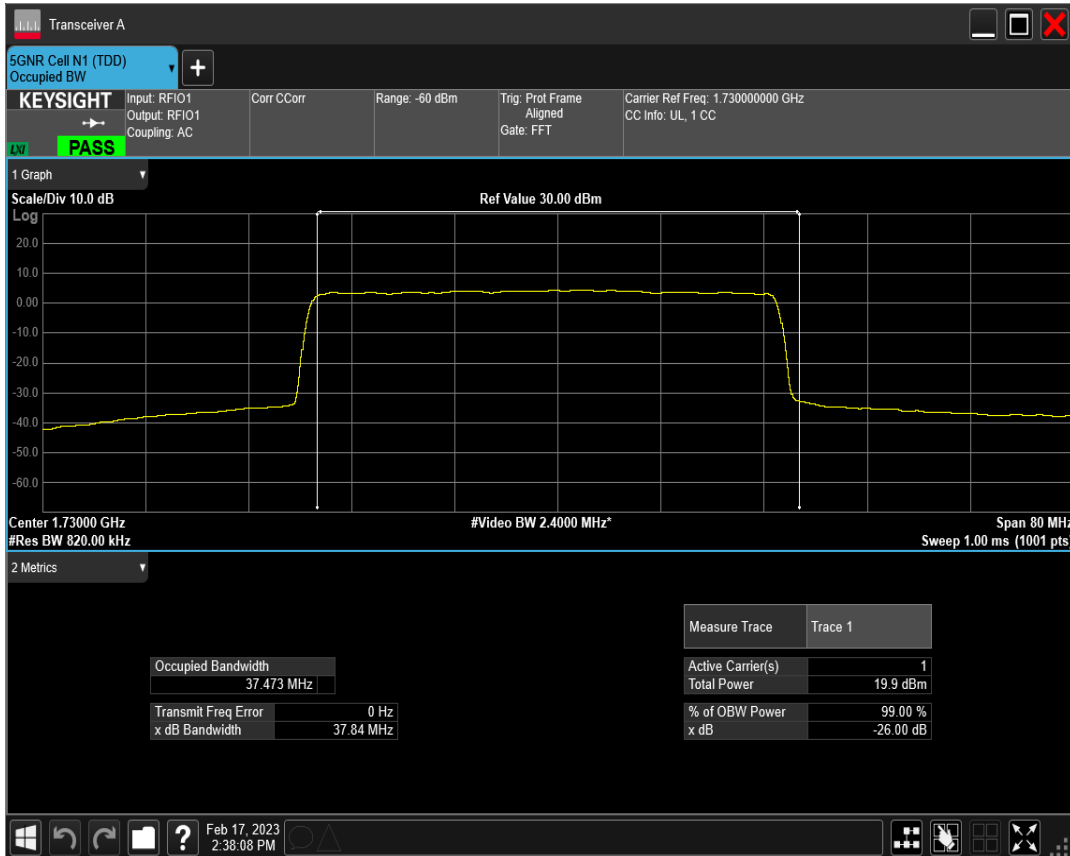 Transceiver A
5GNR Cell N1 (TDD)
Occupied BW
+
KEYSIGHT
LXI
PASS
Input: RFIO1
Output: RFIO1
Coupling: AC
Corr CCorr
Range: -60 dBm
Trig: Prot Frame
Aligned
Gate: FFT
Carrier Ref Freq: 1.730000000 GHz
CC Info: UL, 1 CC
1 Graph
Scale/Div 10.0 dB
Ref Value 30.00 dBm
Log
20.0
10.0
0.00
-10.0
-20.0
-30.0
-40.0
-50.0
-60.0
Center 1.73000 GHz
#Video BW 2.4000 MHz*
Span 80 MHz
#Res BW 820.00 kHz
Sweep 1.00 ms (1001 pts)
2 Metrics
Measure Trace Trace 1
Occupied Bandwidth
37.473 MHz
Transmit Freq Error 0 Hz
x dB Bandwidth 37.84 MHz
Active Carrier(s) 1
Total Power 19.9 dBm
% of OBW Power 99.00 %
x dB -26.00 dB
?
Feb 17, 2023
2:38:08 PM